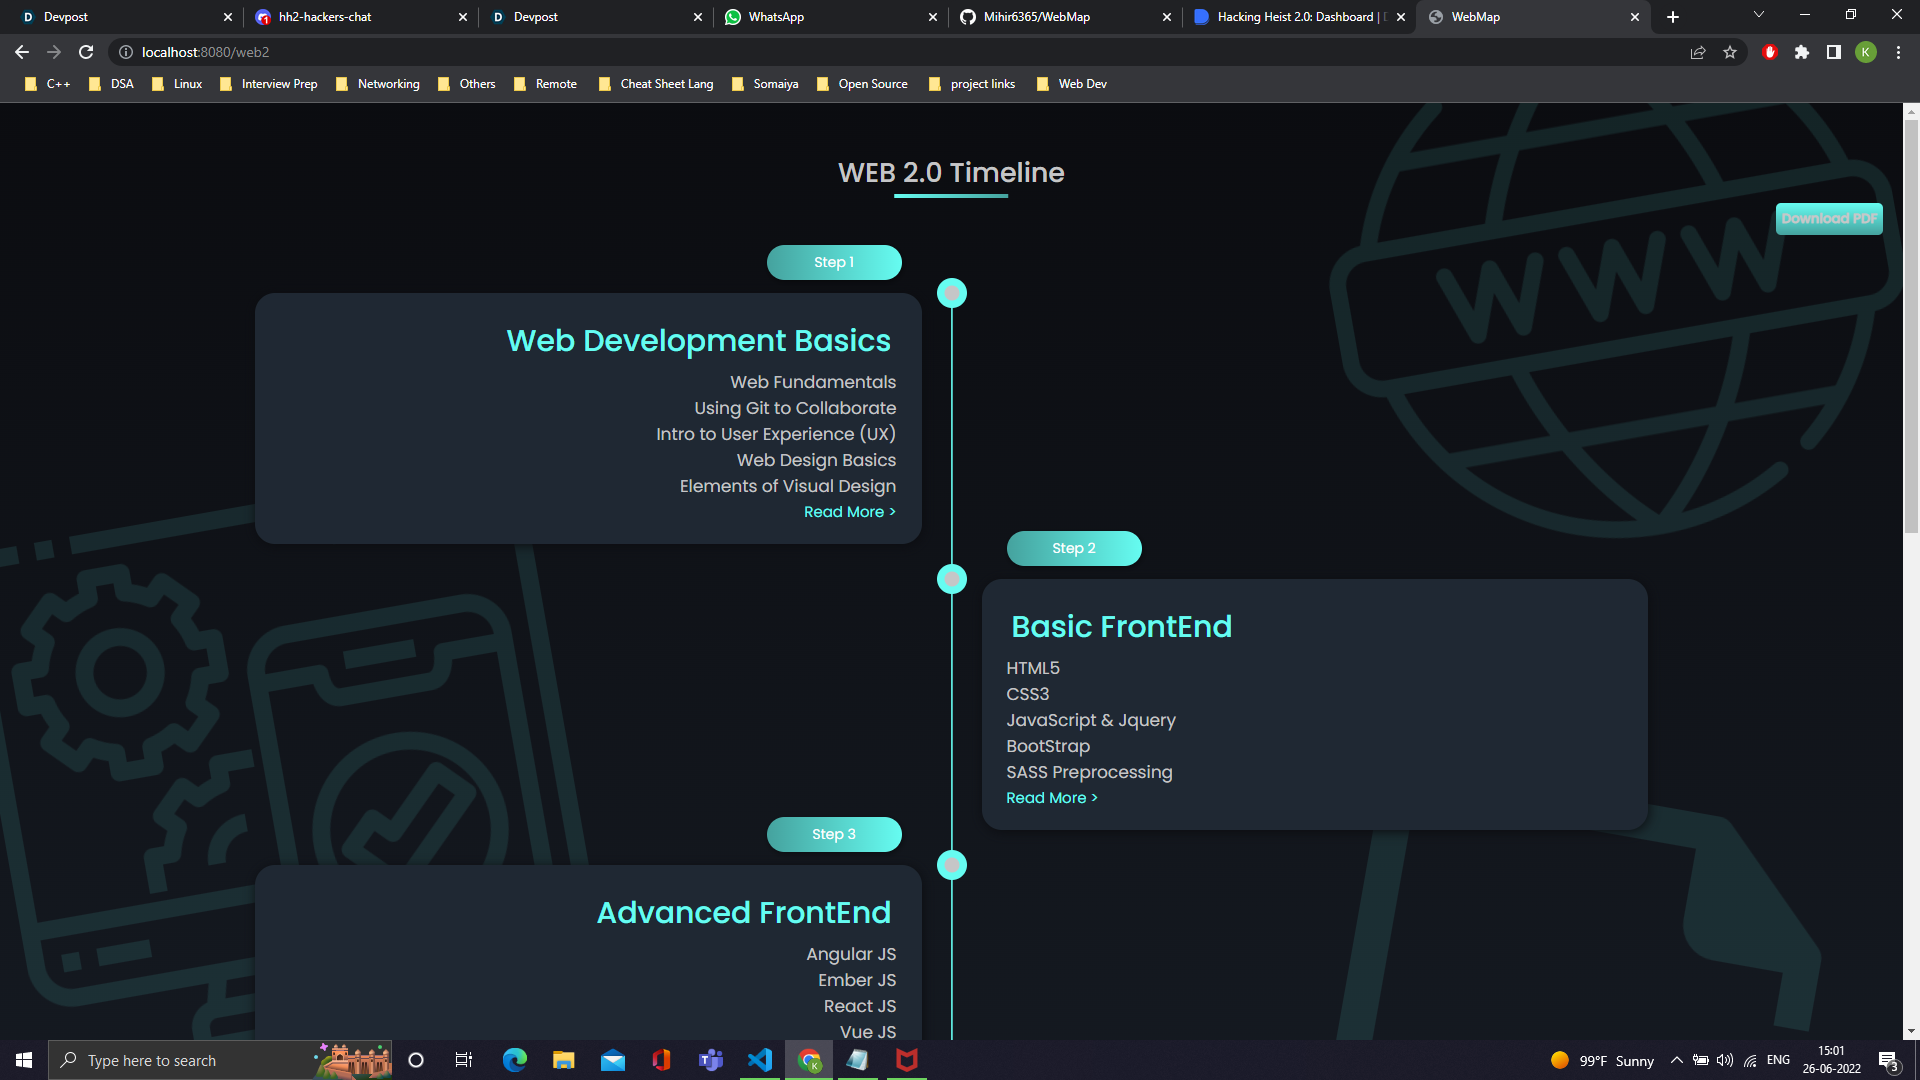 Devpost
hh2-hackers-chat
Devpost
WhatsApp
Mihir6365/WebMap
Hacking Heist 2.0: Dashboard |
WebMap
localhost:8080/web2
K
C++
DSA
Linux
Interview Prep
Networking
Others
Remote
Cheat Sheet Lang
Somaiya
Open Source
project links
Web Dev
WEB 2.0 Timeline
Download PDF
WWW
Step 1
Web Development Basics
Web Fundamentals
Using Git to Collaborate
Intro to User Experience (UX)
Web Design Basics
Elements of Visual Design
Read More >
Step 2
Basic FrontEnd
HTML5
CSS3
JavaScript & Jquery
BootStrap
SASS Preprocessing
Read More >
Step 3
Advanced FrontEnd
Angular JS
Ember JS
React JS
Vue JS
Type here to search
99°F Sunny
ENG
15:01
26-06-2022
3